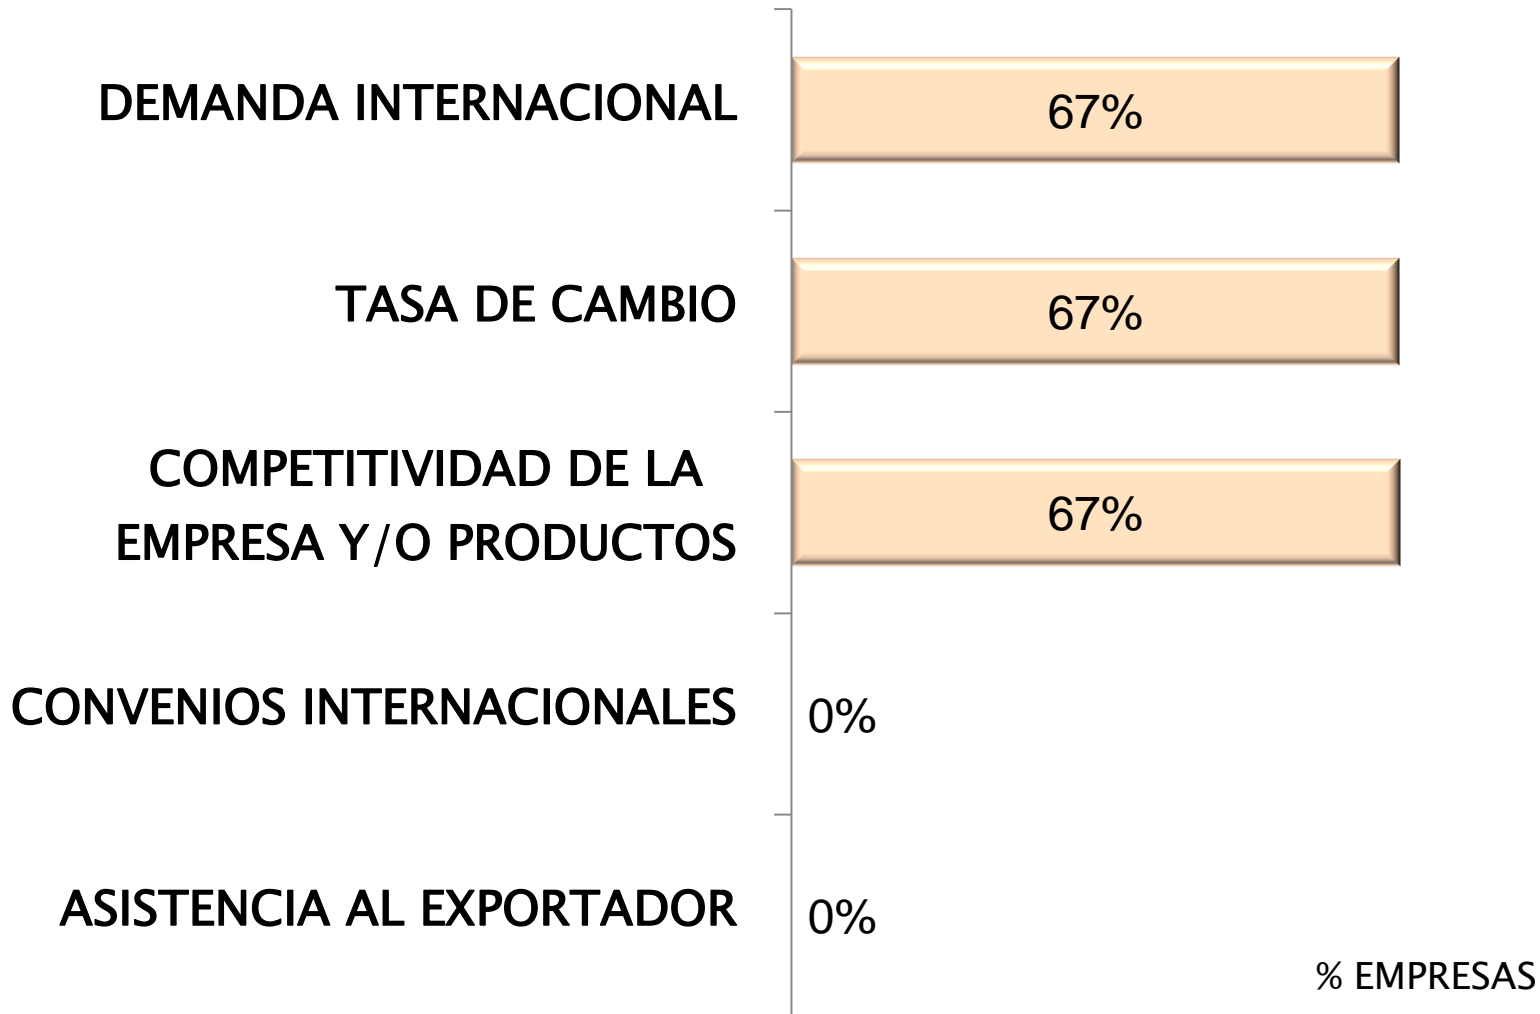 DEMANDA INTERNACIONAL
67%
TASA DE CAMBIO
67%
COMPETITIVIDAD DE LA
EMPRESA Y/O PRODUCTOS
67%
CONVENIOS INTERNACIONALES
0%
ASISTENCIA AL EXPORTADOR
0%
% EMPRESAS